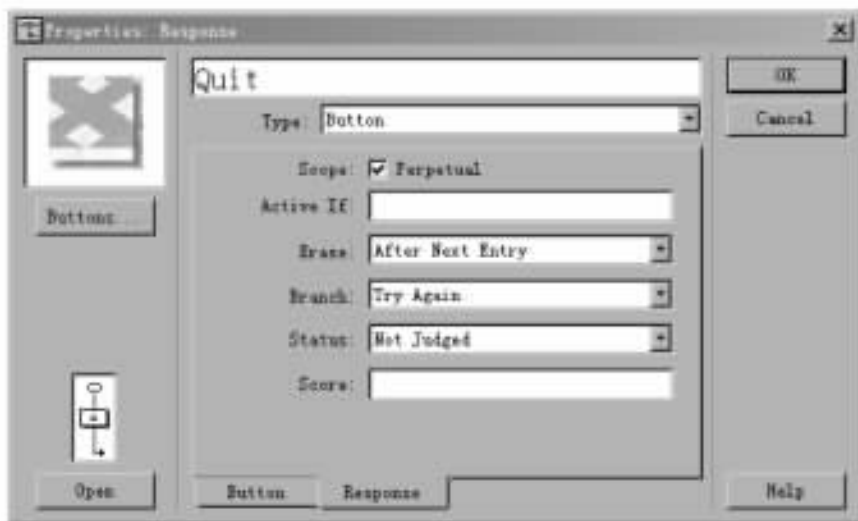 Properties: Response
Quit
OK
Type: Button
Cancel
Scope: Perpetual
Buttons...
Active If:
Erase: After Next Entry
Branch: Try Again
Status: Not Judged
Score:
Open
Button
Response
Help